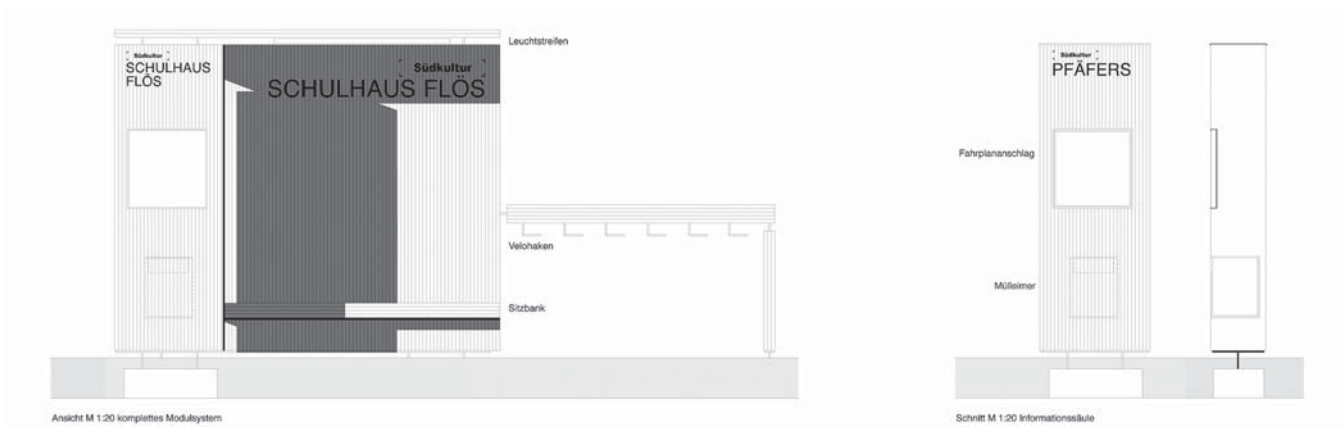 Südkultur
SCHULHAUS
FLÖS
Südkultur
SCHULHAUS FLÖS
Leuchtstreifen
Velohaken
Sitzbank
Ansicht M 1:20 komplettes Modulsystem
Südkultur
PFÄFERS
Fahrplananschlag
Mülleimer
Schnitt M 1:20 Informationssäule